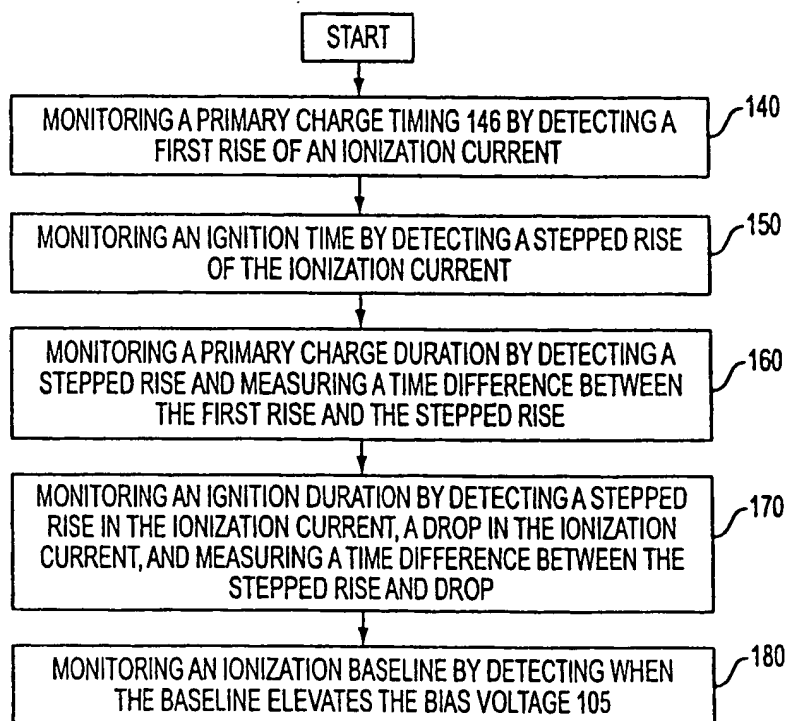 START
MONITORING A PRIMARY CHARGE TIMING 146 BY DETECTING A
FIRST RISE OF AN IONIZATION CURRENT
140
MONITORING AN IGNITION TIME BY DETECTING A STEPPED RISE
OF THE IONIZATION CURRENT
150
MONITORING A PRIMARY CHARGE DURATION BY DETECTING A
STEPPED RISE AND MEASURING A TIME DIFFERENCE BETWEEN
THE FIRST RISE AND THE STEPPED RISE
160
MONITORING AN IGNITION DURATION BY DETECTING A STEPPED
RISE IN THE IONIZATION CURRENT, A DROP IN THE IONIZATION
CURRENT, AND MEASURING A TIME DIFFERENCE BETWEEN THE
STEPPED RISE AND DROP
170
MONITORING AN IONIZATION BASELINE BY DETECTING WHEN
THE BASELINE ELEVATES THE BIAS VOLTAGE 105
180